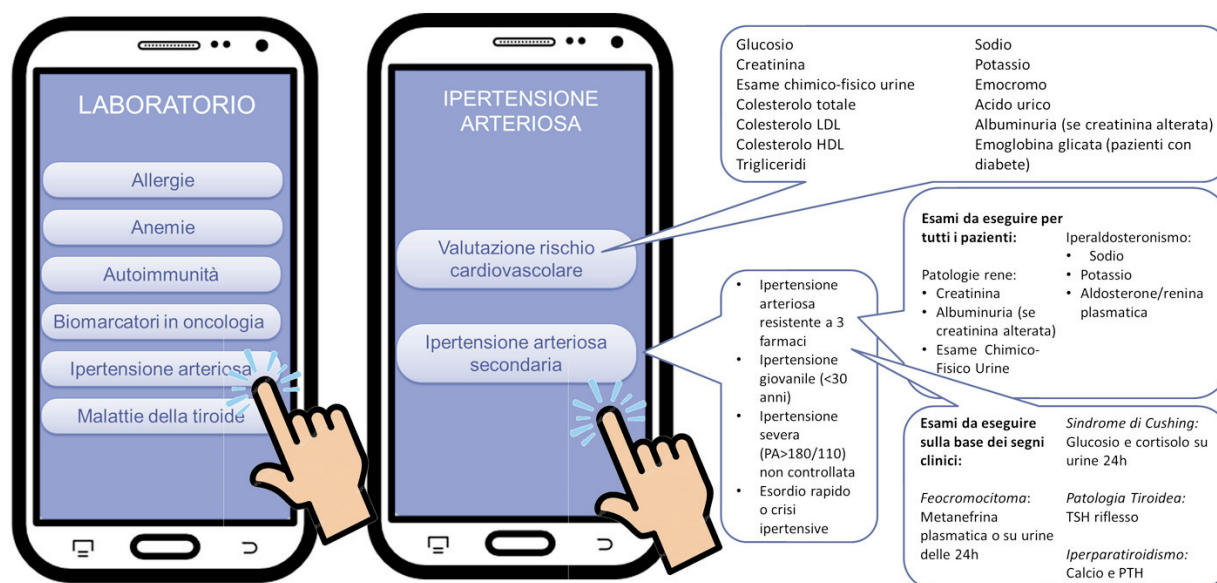 LABORATORIO
Allergie
Anemie
Autoimmunità
Biomarcatori in oncologia
Ipertensione arteriosa
Malattie della tiroide
IPERTENSIONE
ARTERIOSA
Valutazione rischio
cardiovascolare
Ipertensione arteriosa
secondaria
Glucosio
Creatinina
Esame chimico-fisico urine
Colesterolo totale
Colesterolo LDL
Colesterolo HDL
Trigliceridi
Sodio
Potassio
Emocromo
Acido urico
Albuminuria (se creatinina alterata)
Emoglobina glicata (pazienti con
diabete)
• Ipertensione
arteriosa
resistente a 3
farmaci
• Ipertensione
giovanile (<30
anni)
• Ipertensione
severa
(PA>180/110)
non controllata
• Esordio rapido
o crisi
ipertensive
Esami da eseguire per
tutti i pazienti:
Patologie rene:
• Creatinina
• Albuminuria (se
creatinina alterata)
• Esame Chimico-
Fisico Urine
Iperaldosteronismo:
• Sodio
• Potassio
• Aldosterone/renina
plasmatica
Esami da eseguire
sulla base dei segni
clinici:
Feocromocitoma:
Metanefrina
plasmatica o su urine
delle 24h
Sindrome di Cushing:
Glucosio e cortisolo su
urine 24h
Patologia Tiroidea:
TSH riflesso
Iperparatiroidismo:
Calcio e PTH